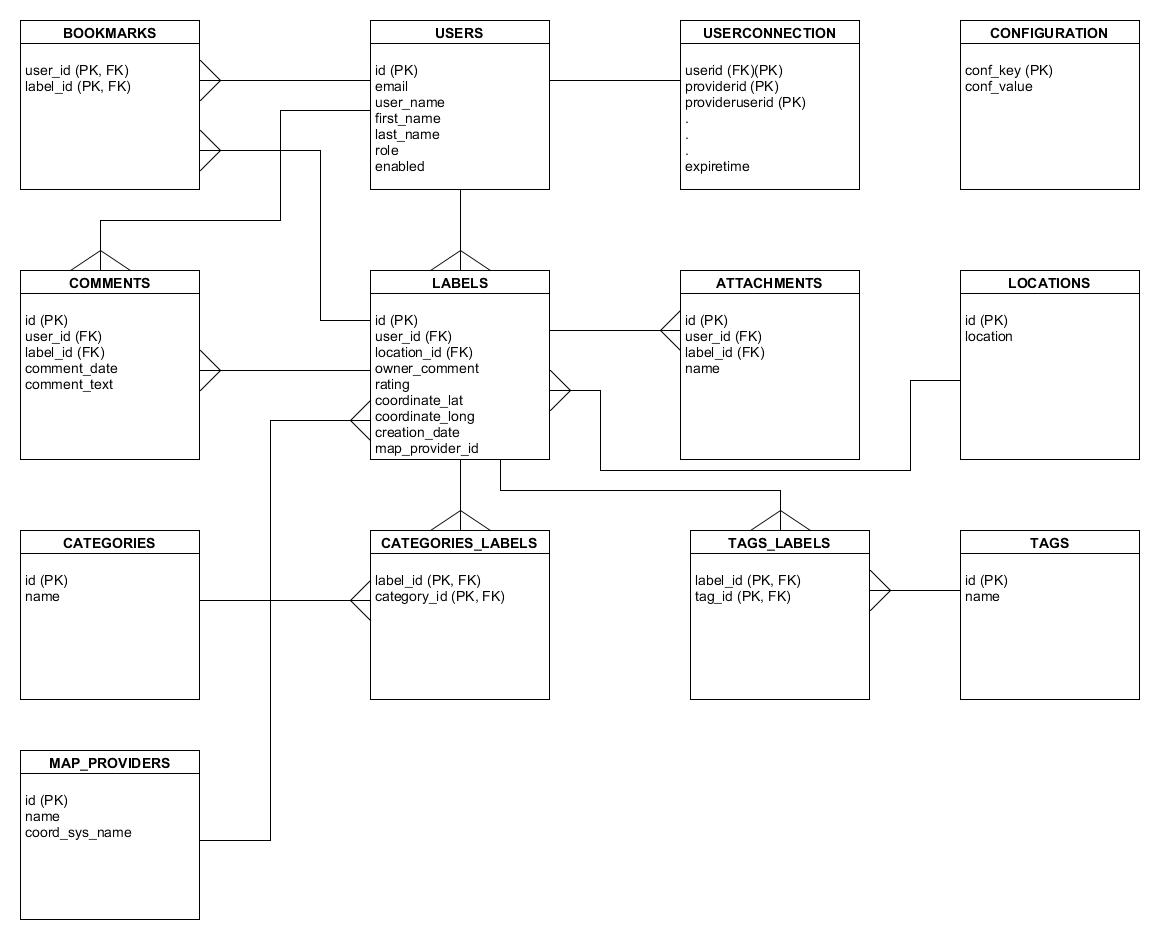 BOOKMARKS
user_id (PK, FK)
label_id (PK, FK)
USERS
id (PK)
email
user_name
first_name
last_name
role
enabled
USERCONNECTION
userid (FK)(PK)
providerid (PK)
provideruserid (PK)
.
.
.
expiretime
CONFIGURATION
conf_key (PK)
conf_value
COMMENTS
id (PK)
user_id (FK)
label_id (FK)
comment_date
comment_text
LABELS
id (PK)
user_id (FK)
location_id (FK)
owner_comment
rating
coordinate_lat
coordinate_long
creation_date
map_provider_id
ATTACHMENTS
id (PK)
user_id (FK)
label_id (FK)
name
LOCATIONS
id (PK)
location
CATEGORIES
id (PK)
name
CATEGORIES_LABELS
label_id (PK, FK)
category_id (PK, FK)
TAGS_LABELS
label_id (PK, FK)
tag_id (PK, FK)
TAGS
id (PK)
name
MAP_PROVIDERS
id (PK)
name
coord_sys_name